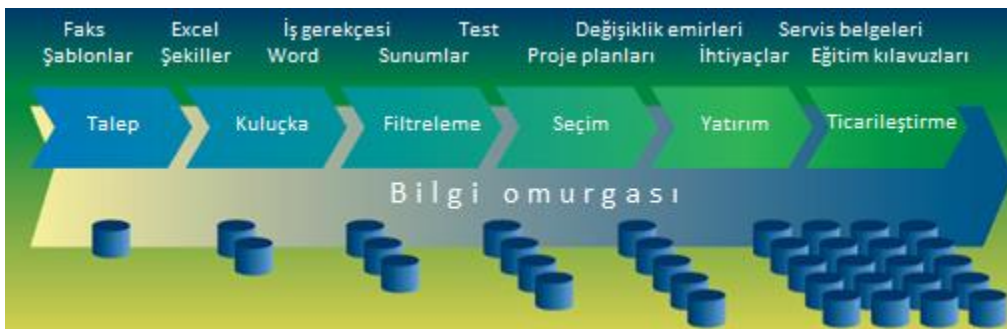 Faks Excel İş gerekçesi Test Değişiklik emirleri Servis belgeleri
Şablonlar Şekiller Word Sunumlar Proje planları İhtiyaçlar Eğitim kılavuzları
Talep Kuluçka Filtreleme Seçim Yatırım Ticarileştirme
Bilgi omurgası